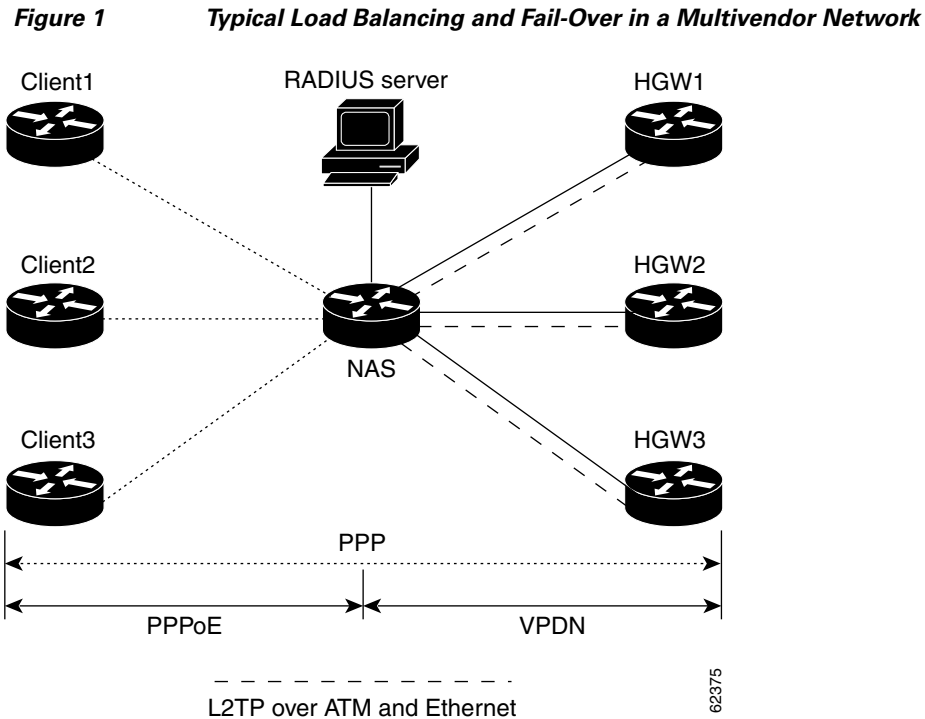 Figure 1 Typical Load Balancing and Fail-Over in a Multivendor Network
Client1
RADIUS server
HGW1
Client2
HGW2
NAS
Client3
HGW3
PPP
PPPoE
VPDN
L2TP over ATM and Ethernet
62375